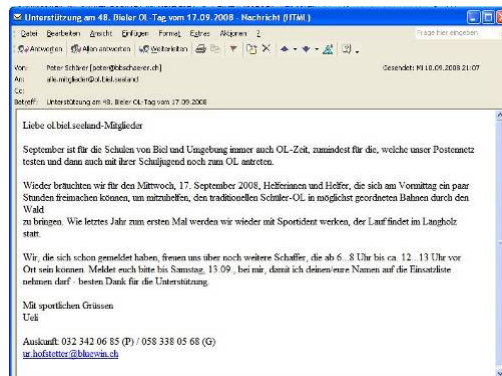 Unterstützung am 48. Bieler OL-Tag vom 17.09.2008 - Nachricht (HTML)
Datei Bearbeiten Ansicht Einfügen Format Extras Aktionen ?
Frage hier eingeben
Antworten Allen antworten Weiterleiten
Von: Peter Schärer [peter@bbschaerer.ch] Gesendet: Mi 10.09.2008 21:07
An: alle.mitglieder@ol.biel.seeland
Cc:
Betreff: Unterstützung am 48. Bieler OL-Tag vom 17.09.2008
Liebe ol.biel.seeland-Mitglieder
September ist für die Schulen von Biel und Umgebung immer auch OL-Zeit, zumindest für die, welche unser Postennetz
testen und dann auch mit ihrer Schuljugend noch zum OL antreten.
Wieder bräuchten wir für den Mittwoch, 17. September 2008, Helferinnen und Helfer, die sich am Vormittag ein paar
Stunden freimachen können, um mitzuhelfen, den traditionellen Schüler-OL in möglichst geordneten Bahnen durch den
Wald
zu bringen. Wie letztes Jahr zum ersten Mal werden wir wieder mit Sportident werken, der Lauf findet im Längholz
statt.
Wir, die sich schon gemeldet haben, freuen uns über noch weitere Schaffer, die ab 6...8 Uhr bis ca. 12...13 Uhr vor
Ort sein können. Meldet euch bitte bis Samstag, 13.09., bei mir, damit ich deinen/eure Namen auf die Einsatzliste
nehmen darf - besten Dank für die Unterstützung.
Mit sportlichen Grüssen
Ueli
Auskunft: 032 342 06 85 (P) / 058 338 05 68 (G)
ur.hofstetter@bluewin.ch